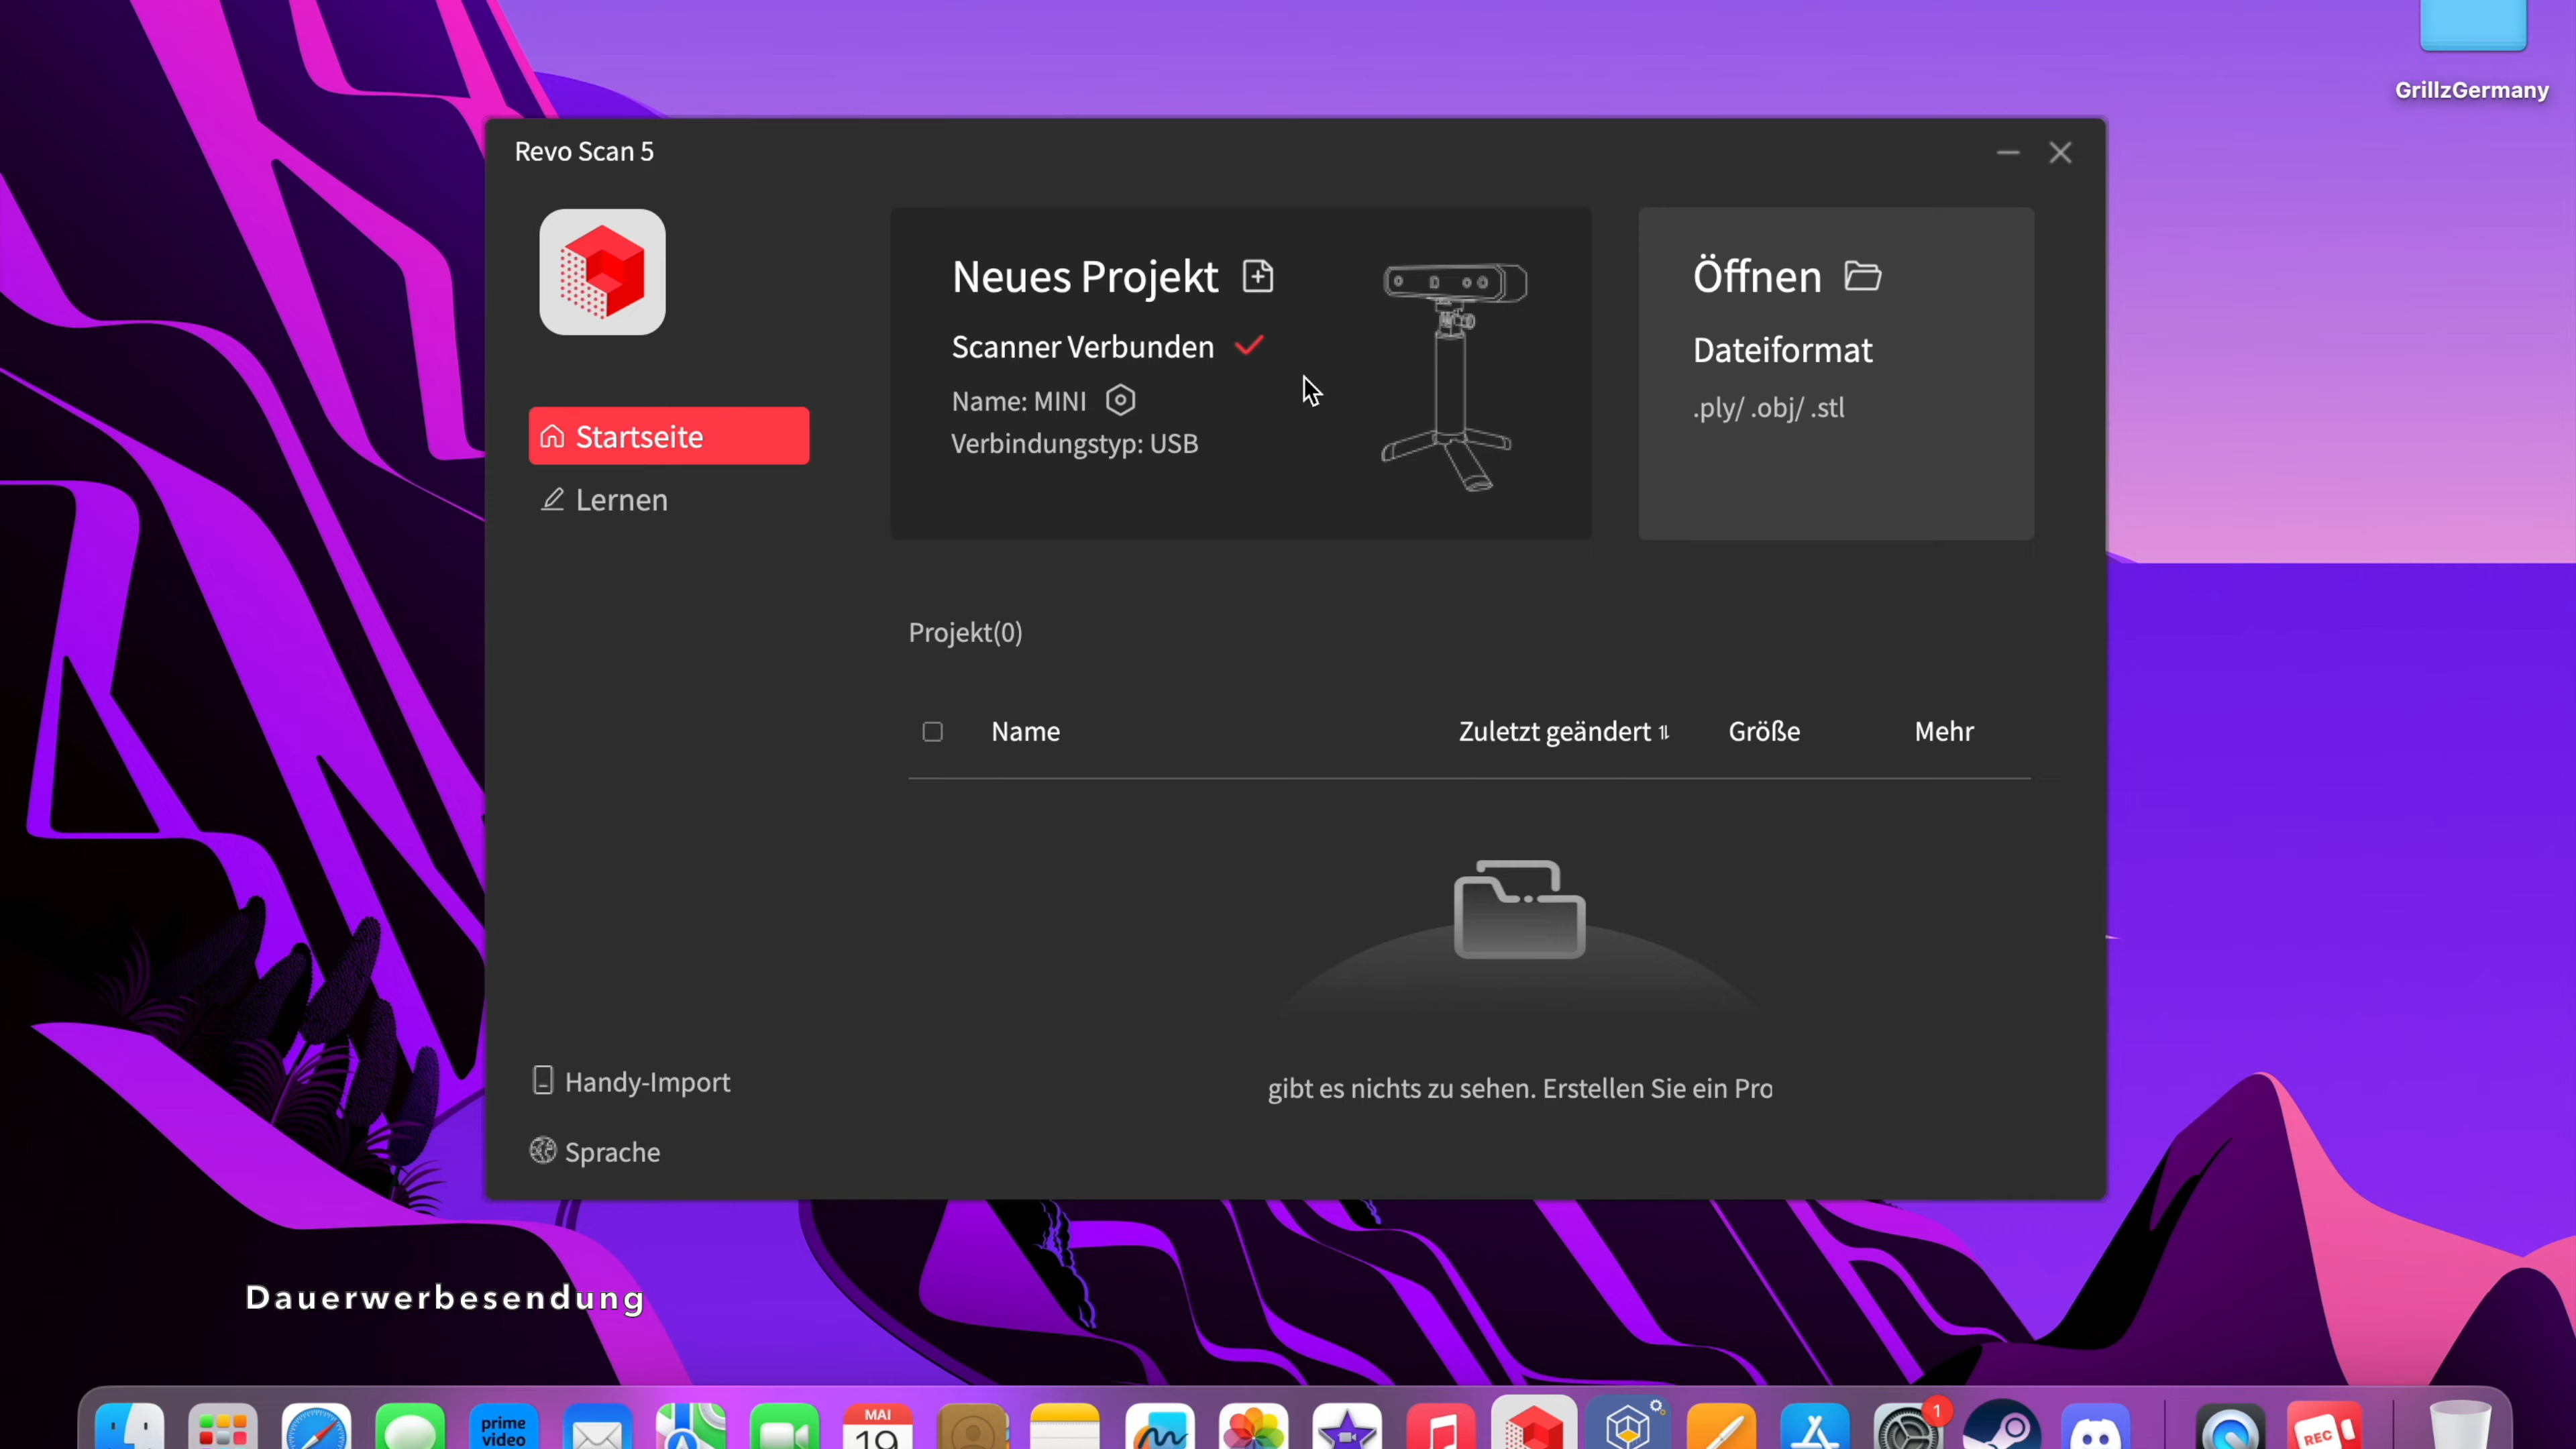 GrillzGermany
Revo Scan 5
Neues Projekt
Scanner Verbunden
Name: MINI
Verbindungstyp: USB
Öffnen
Dateiformat
.ply/ .obj/ .stl
Startseite
Lernen
Projekt(0)
Name Zuletzt geändert Größe Mehr
gibt es nichts zu sehen. Erstellen Sie ein Pro
Handy-Import
Sprache
Dauerwerbesendung
prime
video
MAI
19
1
REC